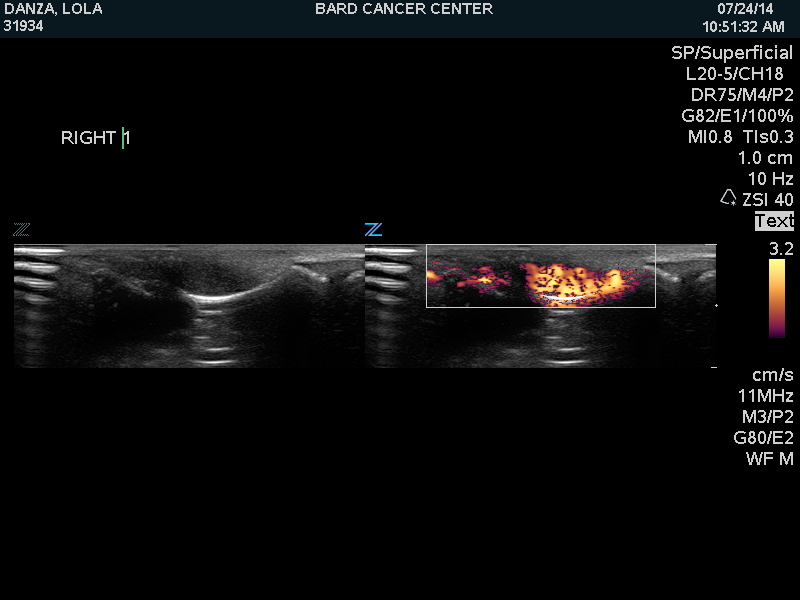 DANZA, LOLA
31934
BARD CANCER CENTER
07/24/14
10:51:32 AM
SP/Superficial
L20-5/CH18
DR75/M4/P2
G82/E1/100%
MI0.8 TIs0.3
1.0 cm
10 Hz
ZSI 40
Text
RIGHT 1
Z
Z
3.2
cm/s
11MHz
M3/P2
G80/E2
WF M